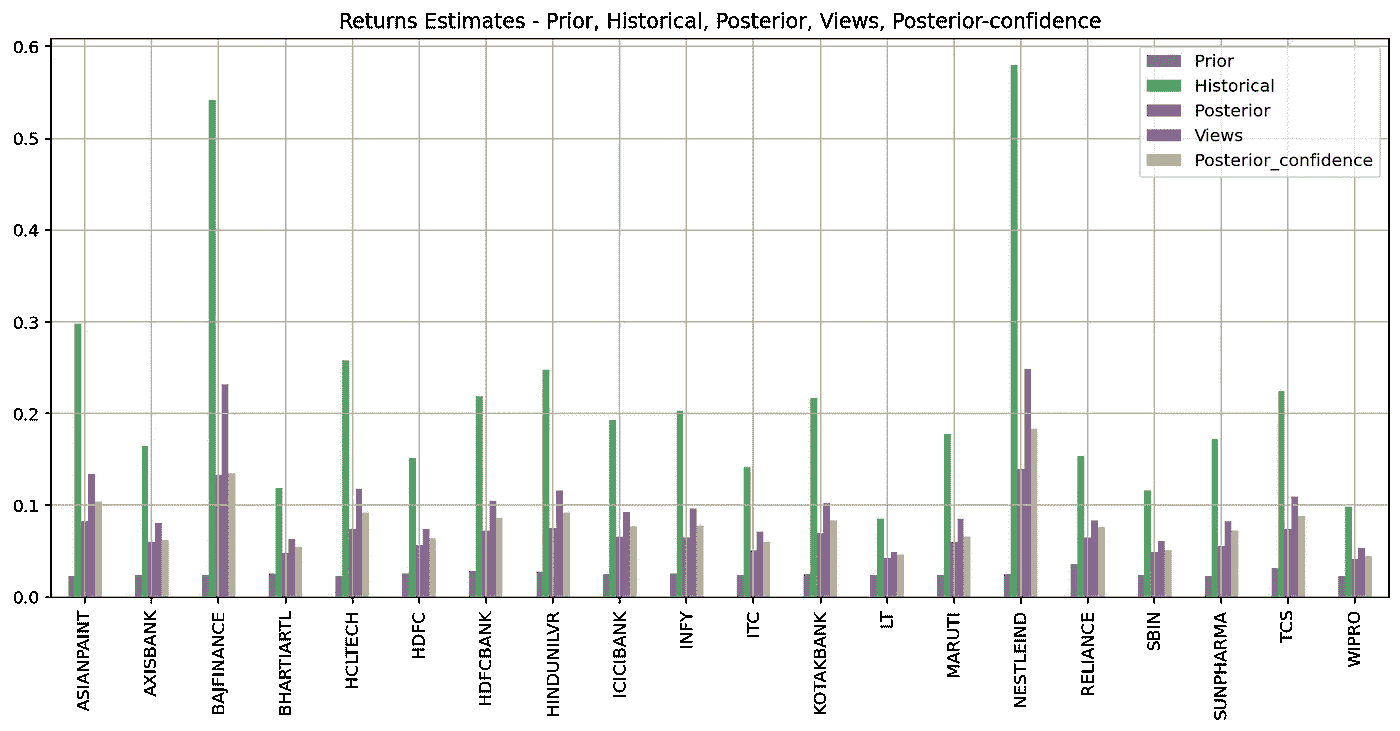 Returns Estimates - Prior, Historical, Posterior, Views, Posterior-confidence
0.6
0.5
0.4
0.3
0.2
0.1
0.0
Prior
Historical
Posterior
Views
Posterior_confidence
ASIANPAINT
AXISBANK
BAJFINANCE
BHARTIARTL
HCLTECH
HDFC
HDFCBANK
HINDUNILVR
ICICIBANK
INFY
ITC
KOTAKBANK
LT
MARUTI
NESTLEIND
RELIANCE
SBIN
SUNPHARMA
TCS
WIPRO